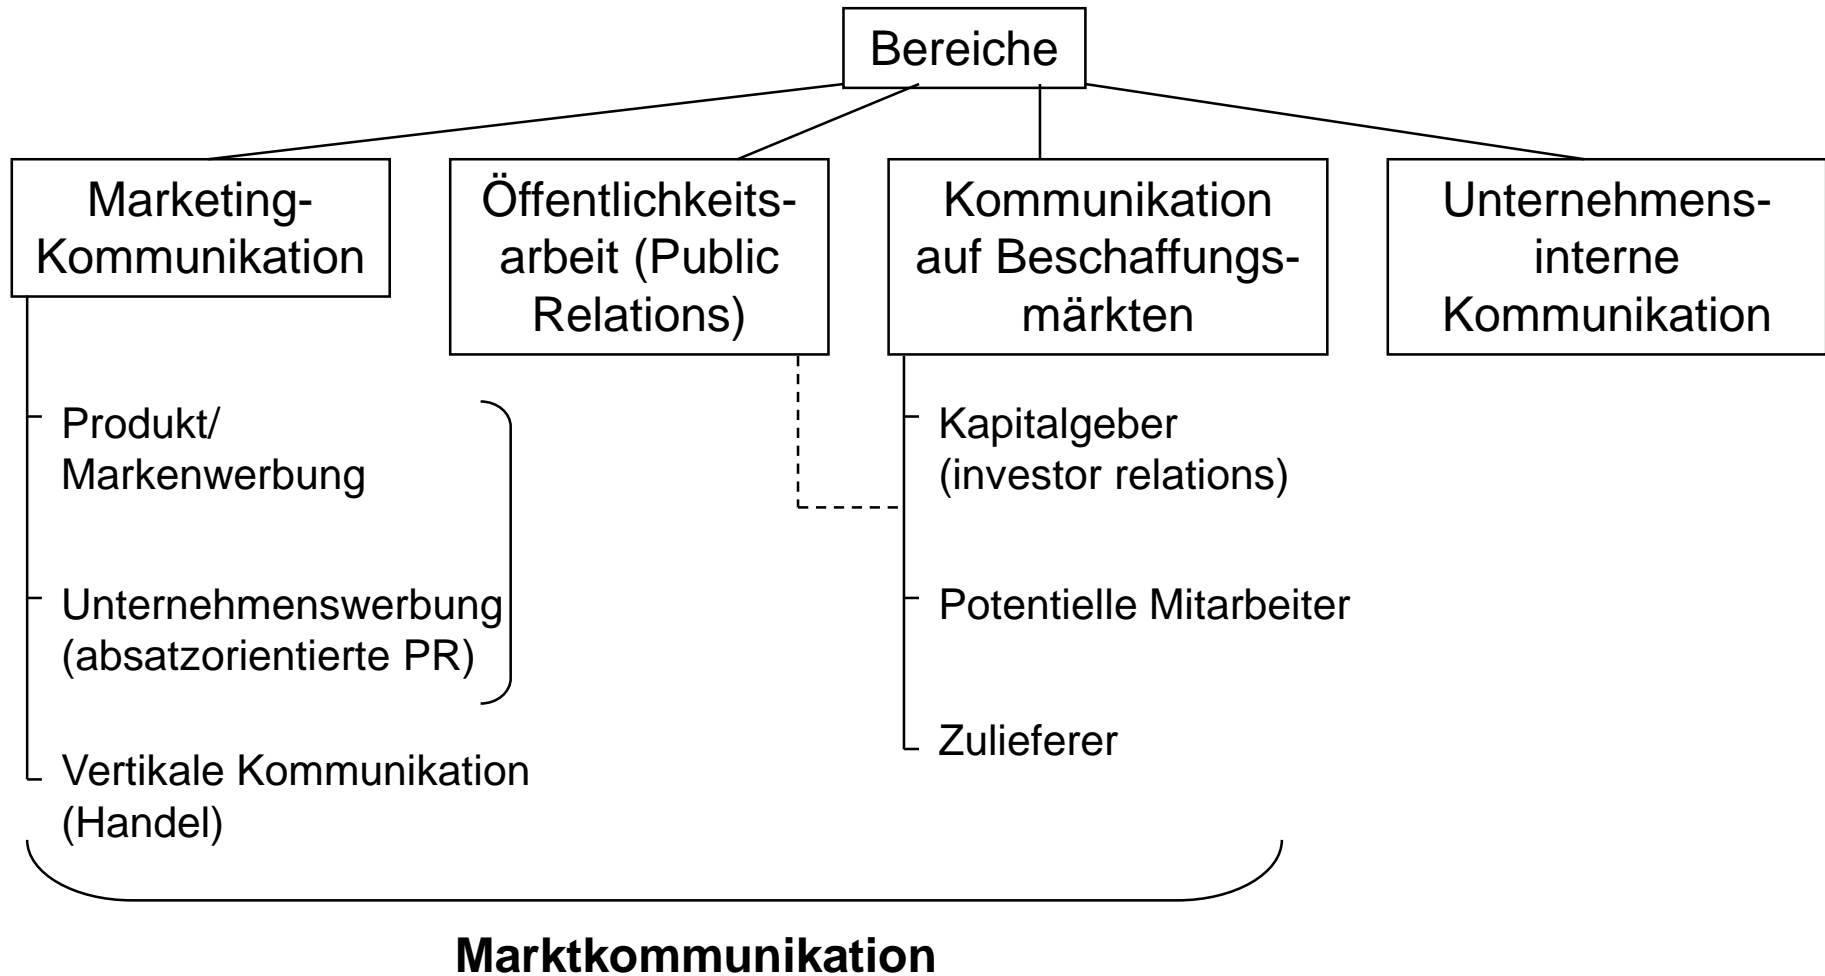 Bereiche
Marketing-
Kommunikation
Öffentlichkeits-
arbeit (Public
Relations)
Kommunikation
auf Beschaffungs-
märkten
Unternehmens-
interne
Kommunikation
Produkt/
Markenwerbung
Unternehmenswerbung
(absatzorientierte PR)
Vertikale Kommunikation
(Handel)
Kapitalgeber
(investor relations)
Potentielle Mitarbeiter
Zulieferer
Marktkommunikation